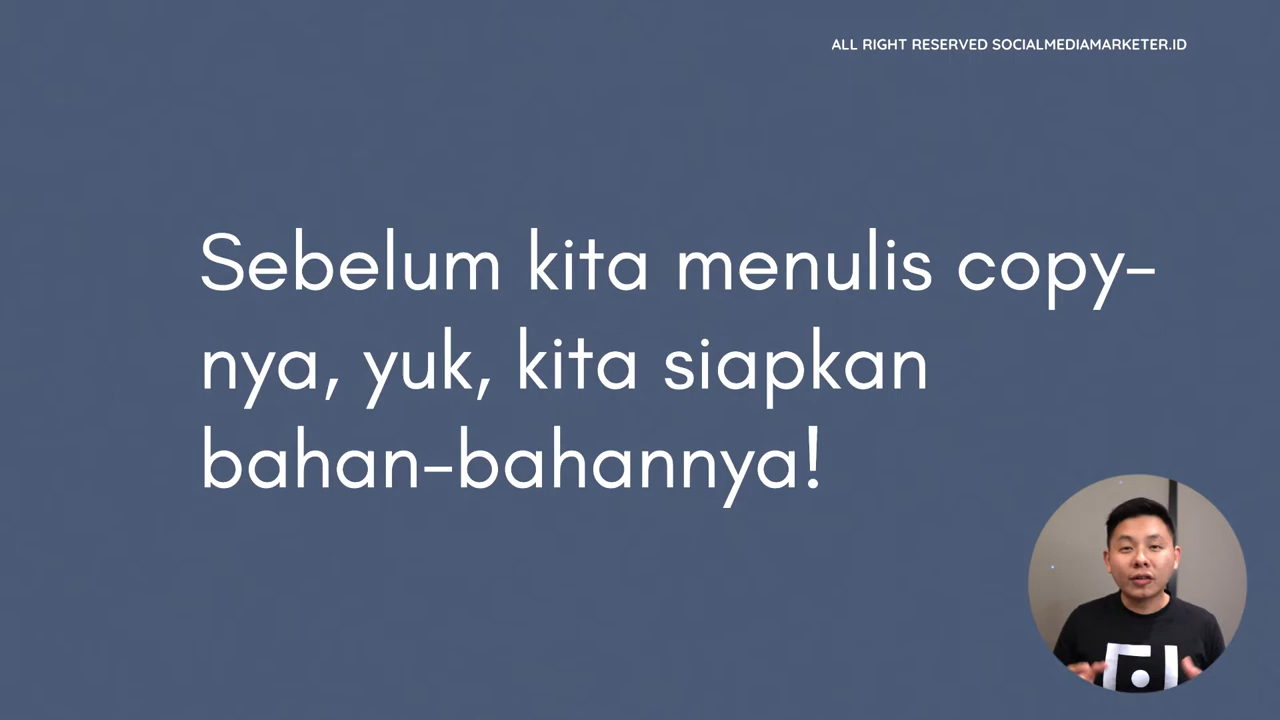 ALL RIGHT RESERVED SOCIALMEDIAMARKETER.ID
Sebelum kita menulis copy-
nya, yuk, kita siapkan
bahan-bahannya!